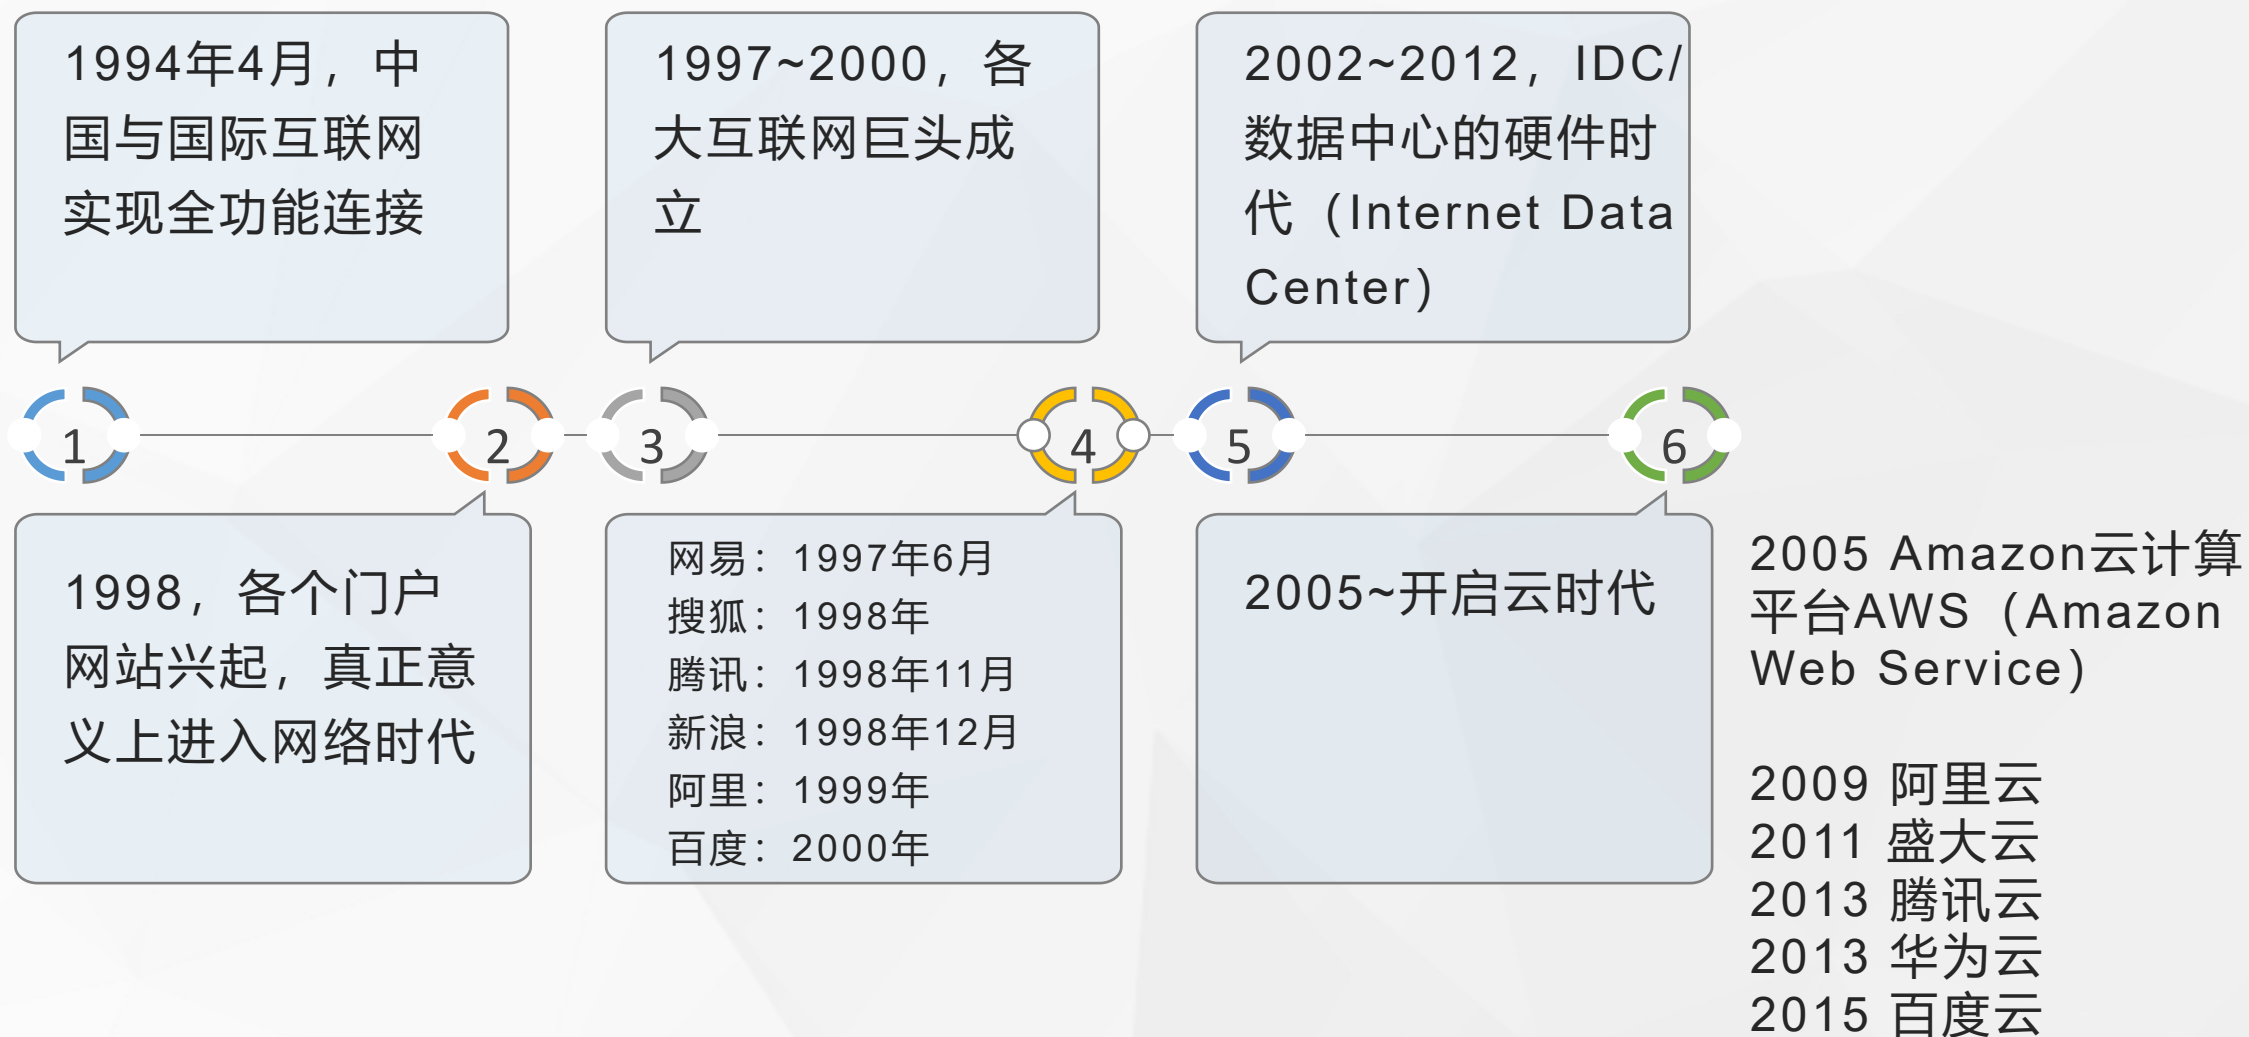 1994年4月，中
国与国际互联网
实现全功能连接
1997~2000，各
大互联网巨头成
立
2002~2012，IDC/
数据中心的硬件时
代（Internet Data
Center）
1
2
3
4
5
6
1998，各个门户
网站兴起，真正意
义上进入网络时代
网易：1997年6月
搜狐：1998年
腾讯：1998年11月
新浪：1998年12月
阿里：1999年
百度：2000年
2005~开启云时代
2005 Amazon云计算
平台AWS（Amazon
Web Service）
2009 阿里云
2011 盛大云
2013 腾讯云
2013 华为云
2015 百度云